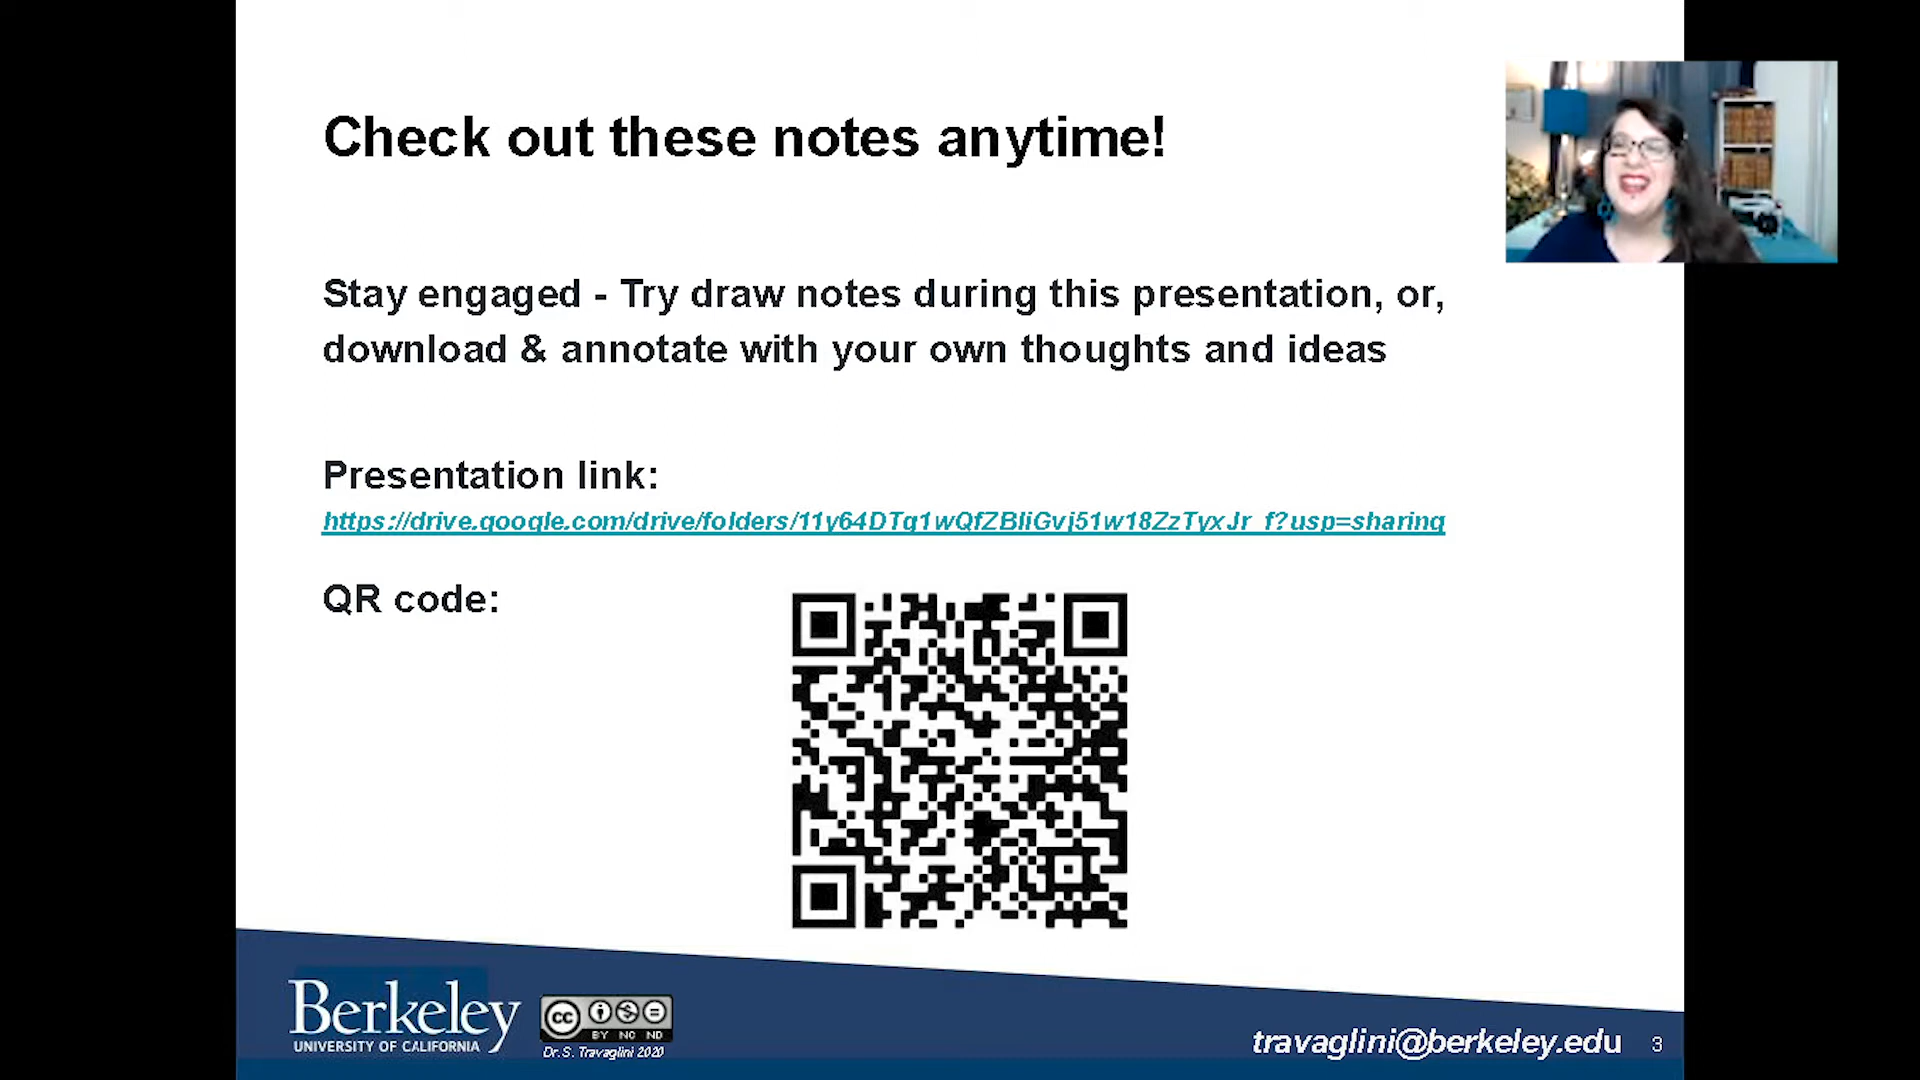 Check out these notes anytime!
Stay engaged - Try draw notes during this presentation, or,
download & annotate with your own thoughts and ideas
Presentation link:
https://drive.google.com/drive/folders/11y64DTg1wQfZBIiGvj51w18ZzTyxJr_f?usp=sharing
QR code:
Berkeley
UNIVERSITY OF CALIFORNIA
cc
BY NC ND
Dr.S. Travaglini 2020
travaglini@berkeley.edu
3